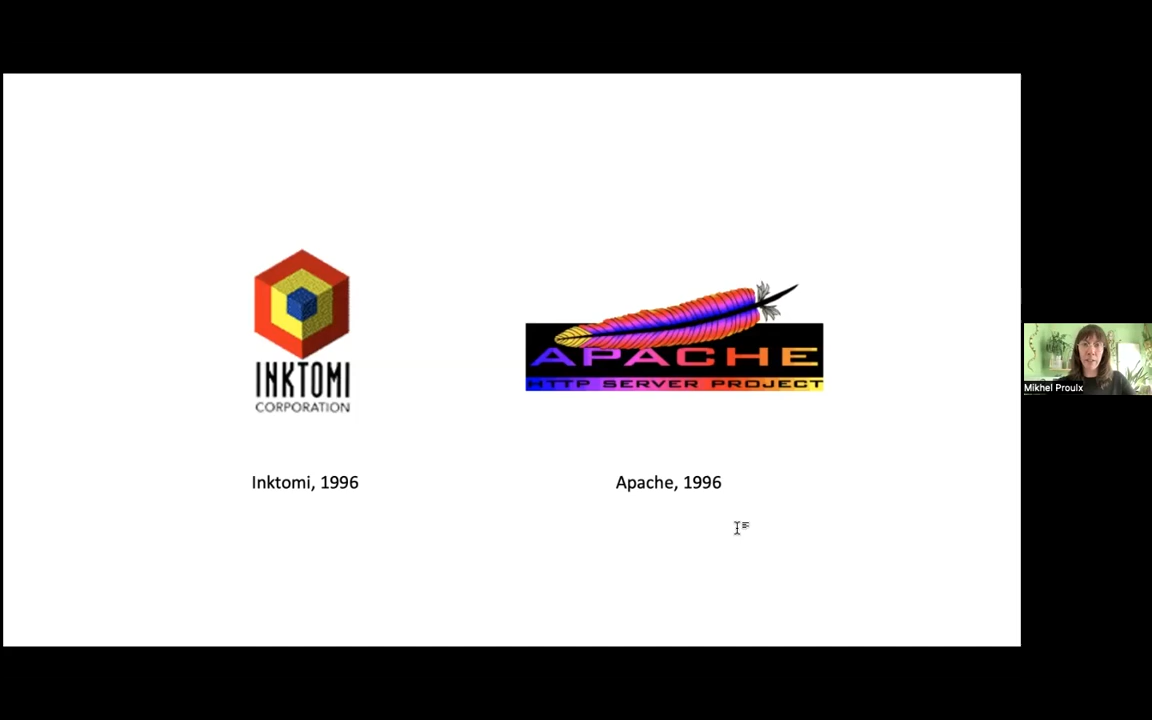 INKTOMI
CORPORATION
APACHE
HTTP SERVER PROJECT
Inktomi, 1996
Apache, 1996
Mikhel Proulx